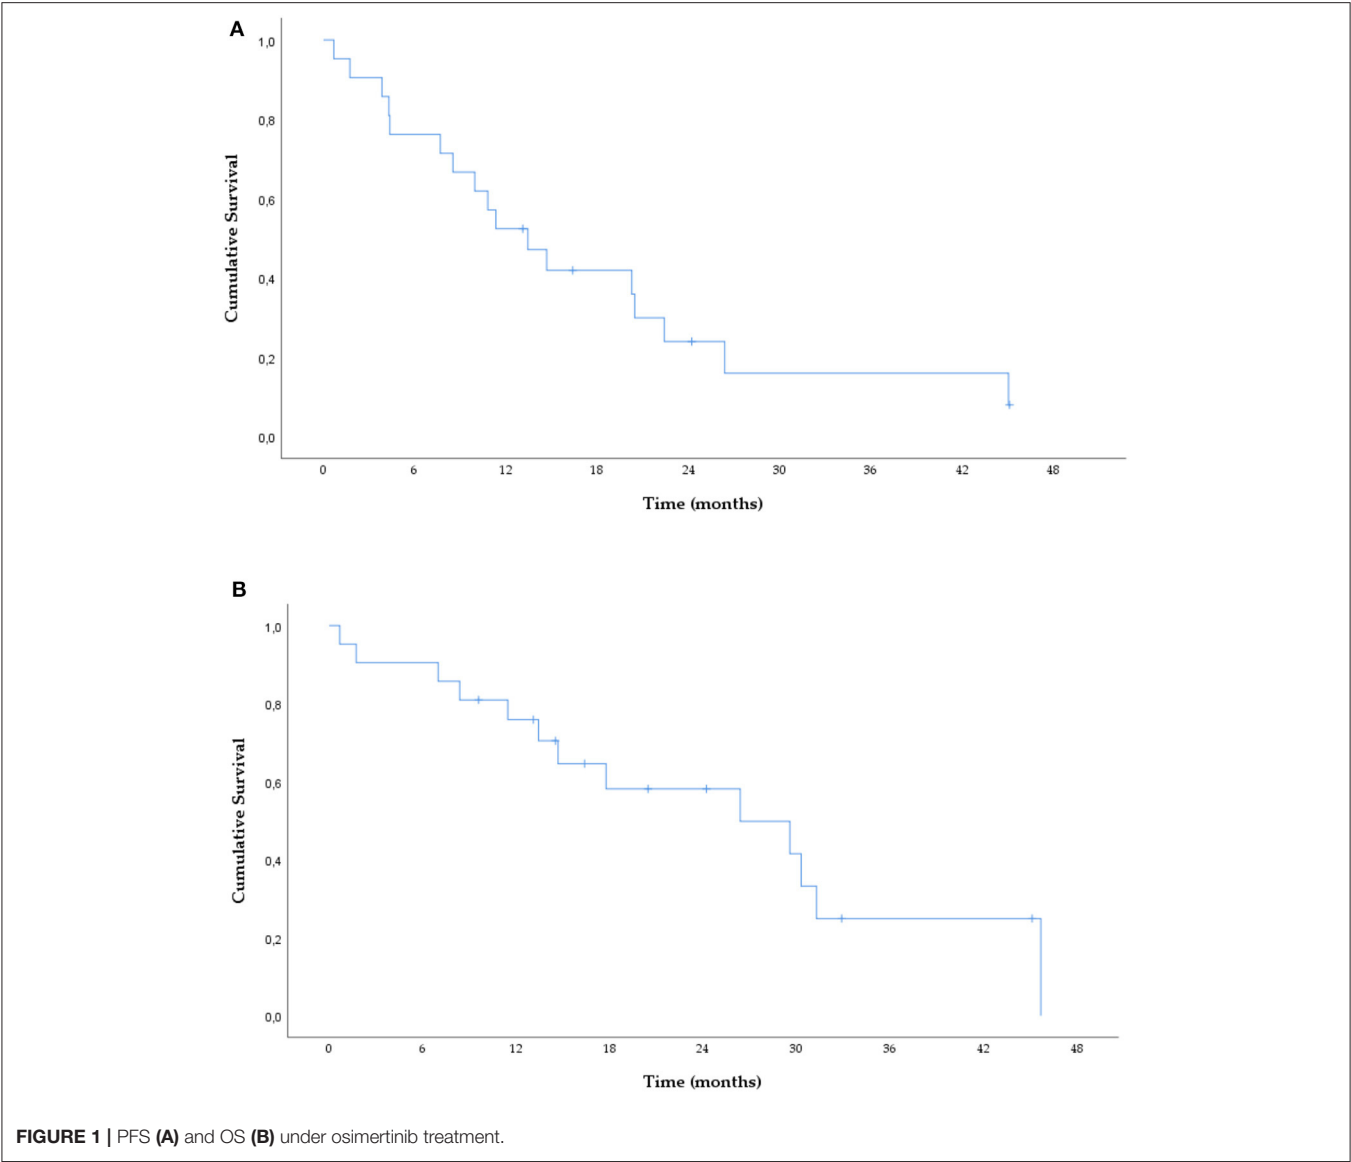 A
1,0
0,8
0,6
0,4
0,2
0,0
Cumulative Survival
0 6 12 18 24 30 36 42 48
Time (months)
B
1,0
0,8
0,6
0,4
0,2
0,0
Cumulative Survival
0 6 12 18 24 30 36 42 48
Time (months)
FIGURE 1 | PFS (A) and OS (B) under osimertinib treatment.